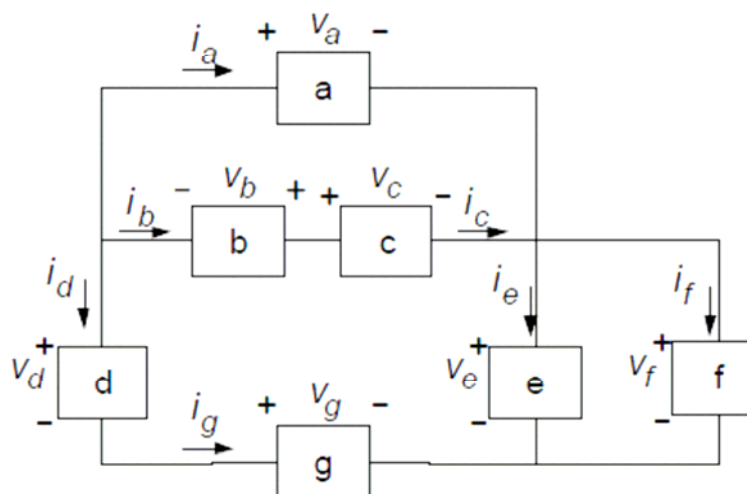 + v_a −
i_a
a
− v_b + + v_c −
i_b i_c
b c
i_d i_e i_f
+ + +
v_d d v_e e v_f f
− − −
+ v_g −
i_g
g